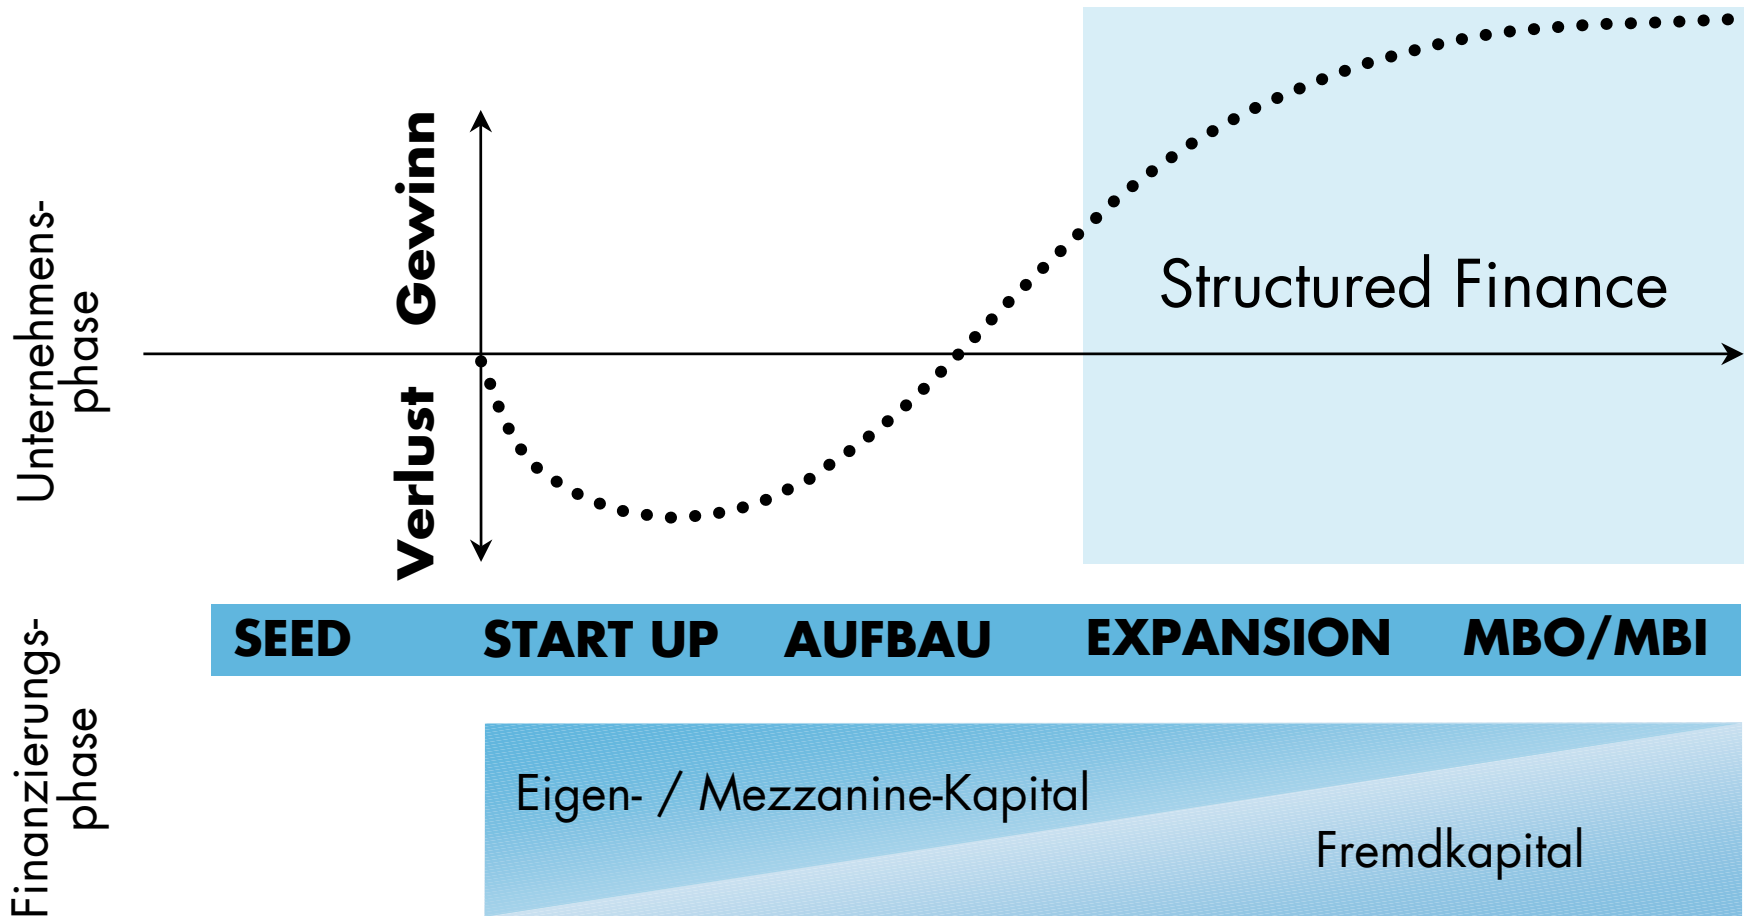 Unternehmens-
phase
Gewinn
Verlust
Structured Finance
Finanzierungs-
phase
SEED START UP AUFBAU EXPANSION MBO/MBI
Eigen- / Mezzanine-Kapital
Fremdkapital